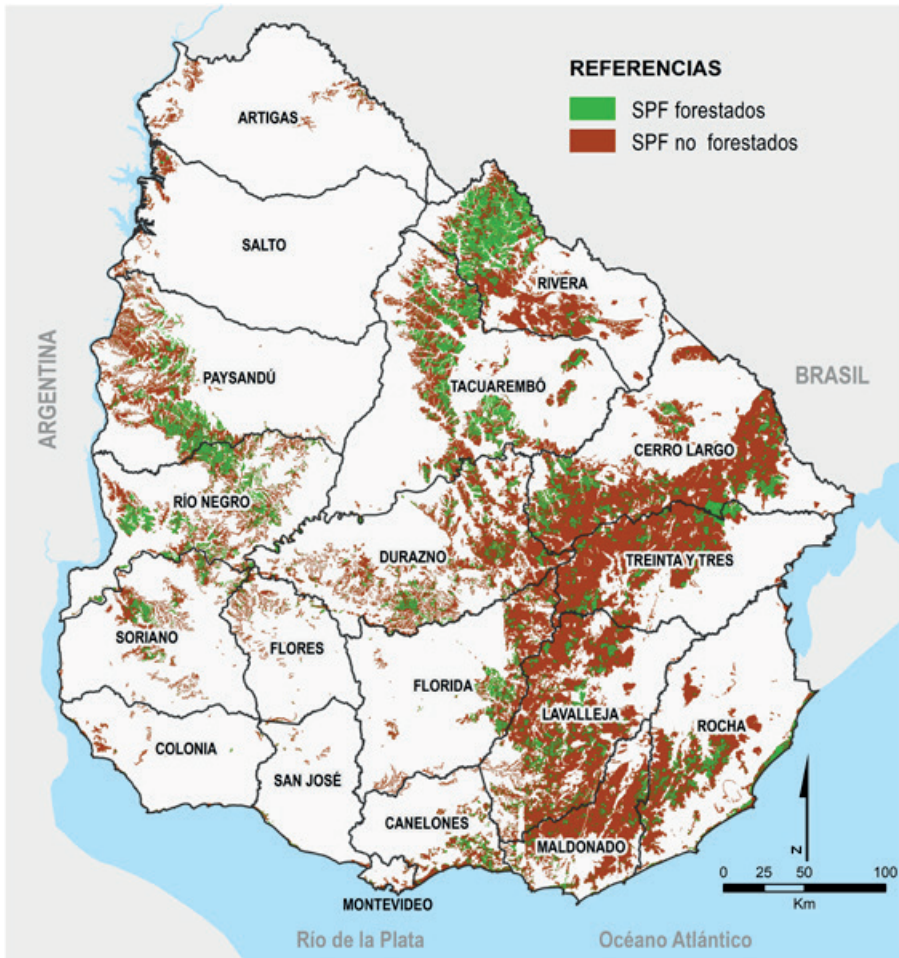 REFERENCIAS
SPF forestados
SPF no forestados
ARTIGAS
SALTO
RIVERA
ARGENTINA
PAYSANDÚ
TACUAREMBÓ
BRASIL
CERRO LARGO
RÍO NEGRO
DURAZNO
TREINTA Y TRES
SORIANO
FLORES
FLORIDA
LAVALLEJA
ROCHA
COLONIA
SAN JOSÉ
CANELONES
MALDONADO
MONTEVIDEO
N
0 25 50 100
Km
Río de la Plata
Océano Atlántico